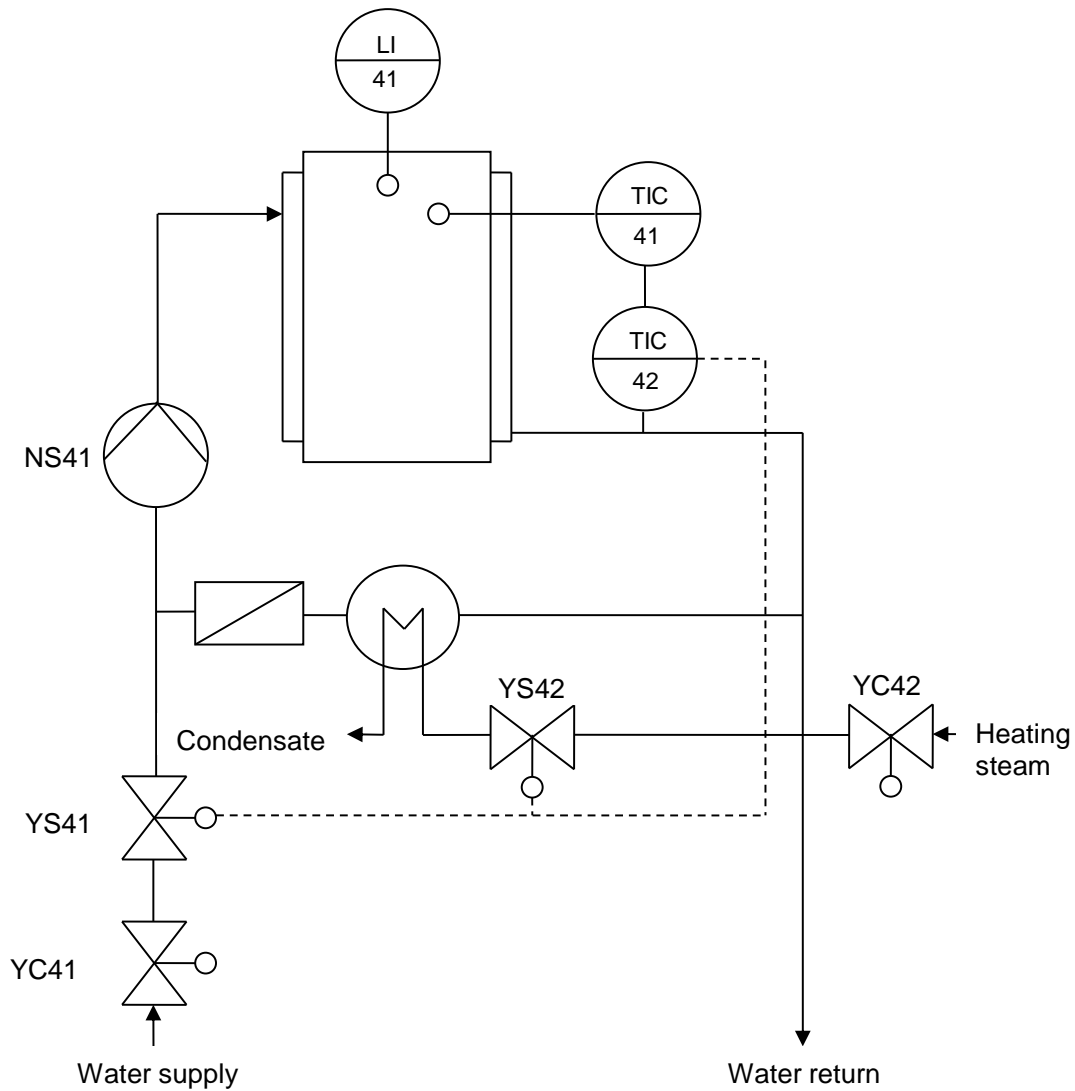 LI
41
TIC
41
TIC
42
NS41
YS42
YC42
Condensate
Heating
steam
YS41
YC41
Water supply
Water return